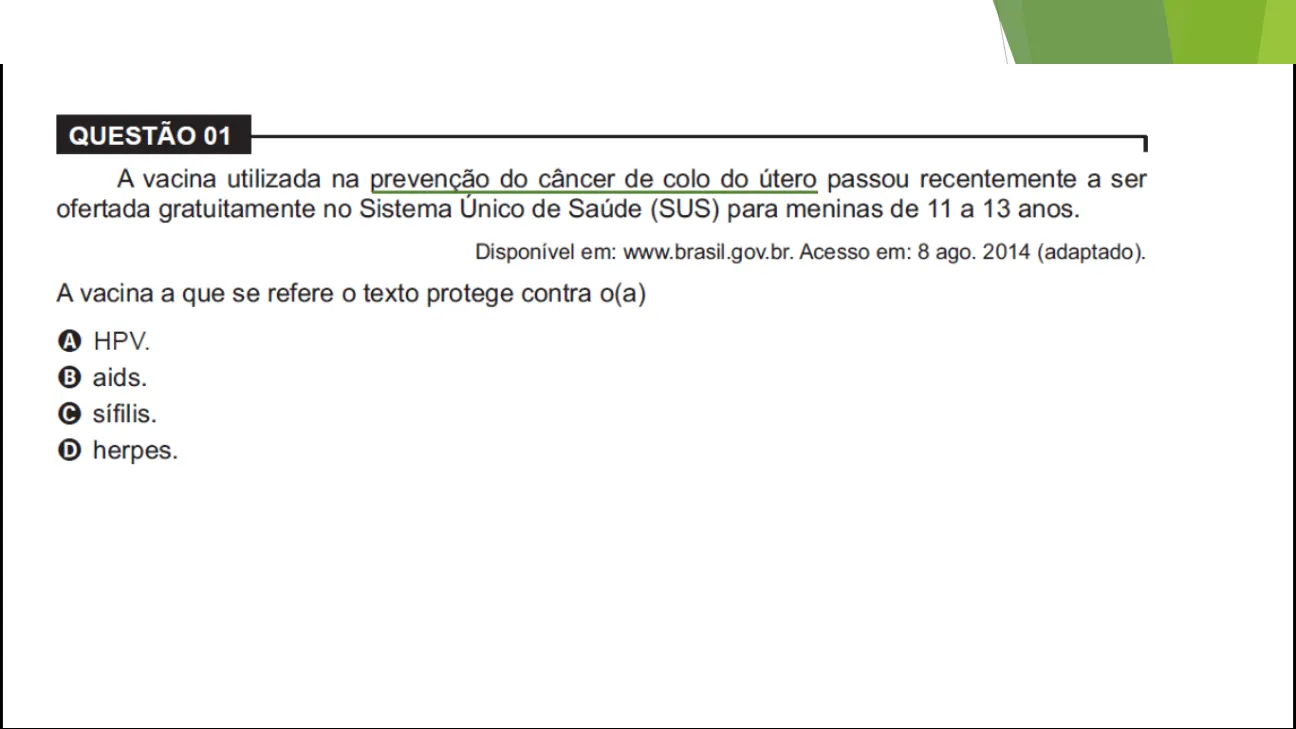 QUESTÃO 01
A vacina utilizada na prevenção do câncer de colo do útero passou recentemente a ser
ofertada gratuitamente no Sistema Único de Saúde (SUS) para meninas de 11 a 13 anos.
Disponível em: www.brasil.gov.br. Acesso em: 8 ago. 2014 (adaptado).
A vacina a que se refere o texto protege contra o(a)
A HPV.
B aids.
C sífilis.
D herpes.